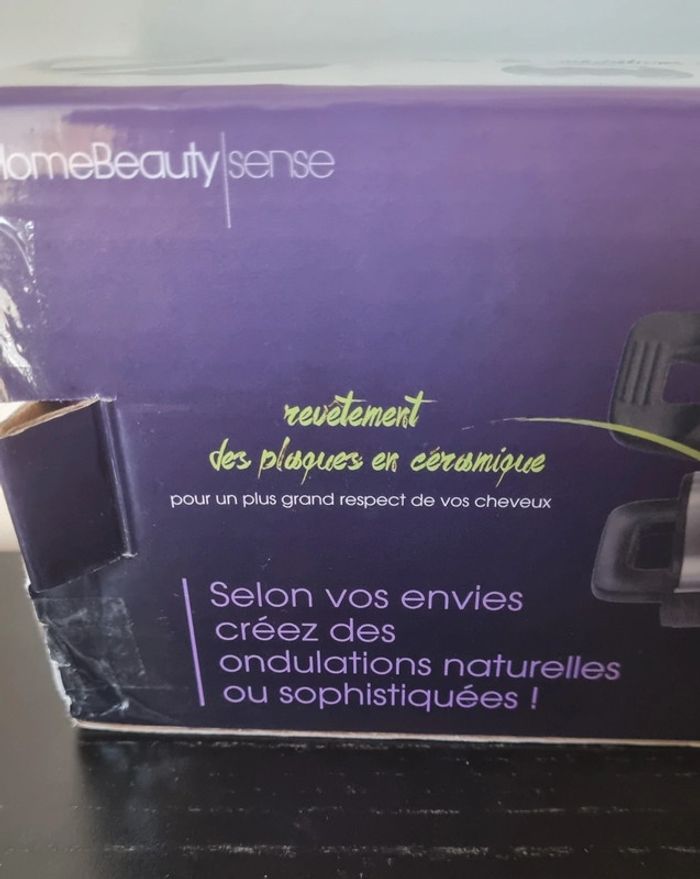 HomeBeauty|sense
revêtement
des plaques en céramique
pour un plus grand respect de vos cheveux
Selon vos envies
créez des
ondulations naturelles
ou sophistiquées !